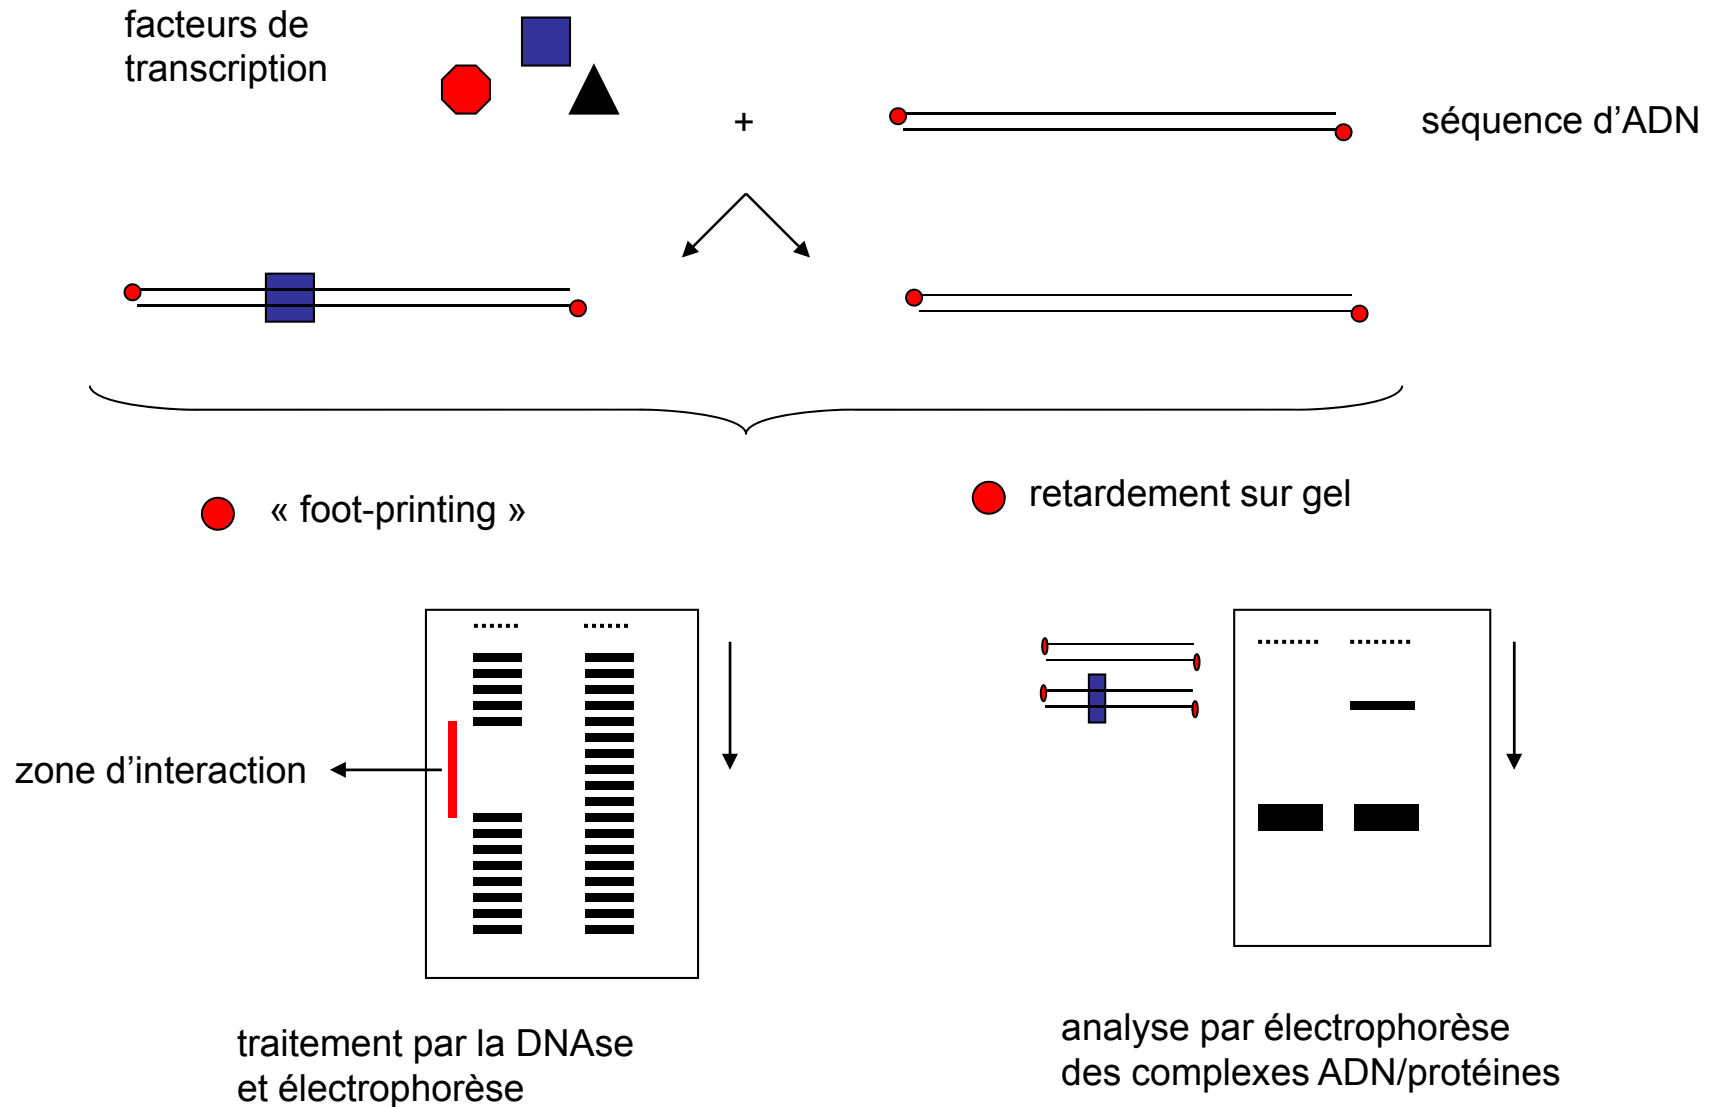 facteurs de
transcription
+
séquence d’ADN
« foot-printing »
retardement sur gel
zone d’interaction
traitement par la DNAse
et électrophorèse
analyse par électrophorèse
des complexes ADN/protéines